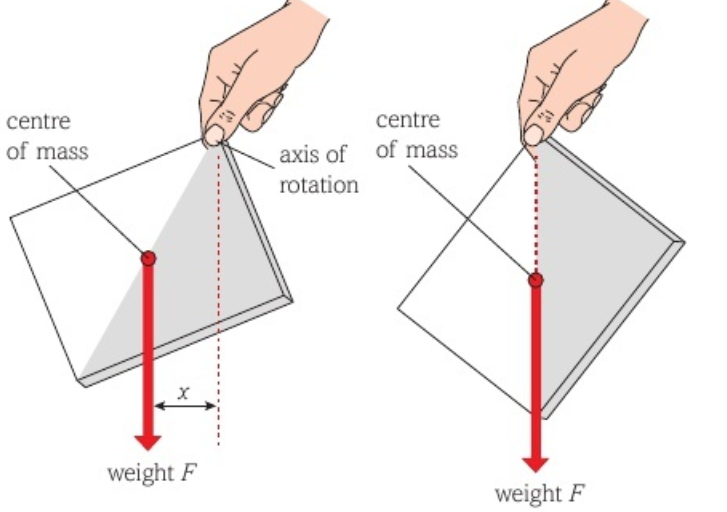 centre
of mass
axis of
rotation
x
weight F
centre
of mass
weight F